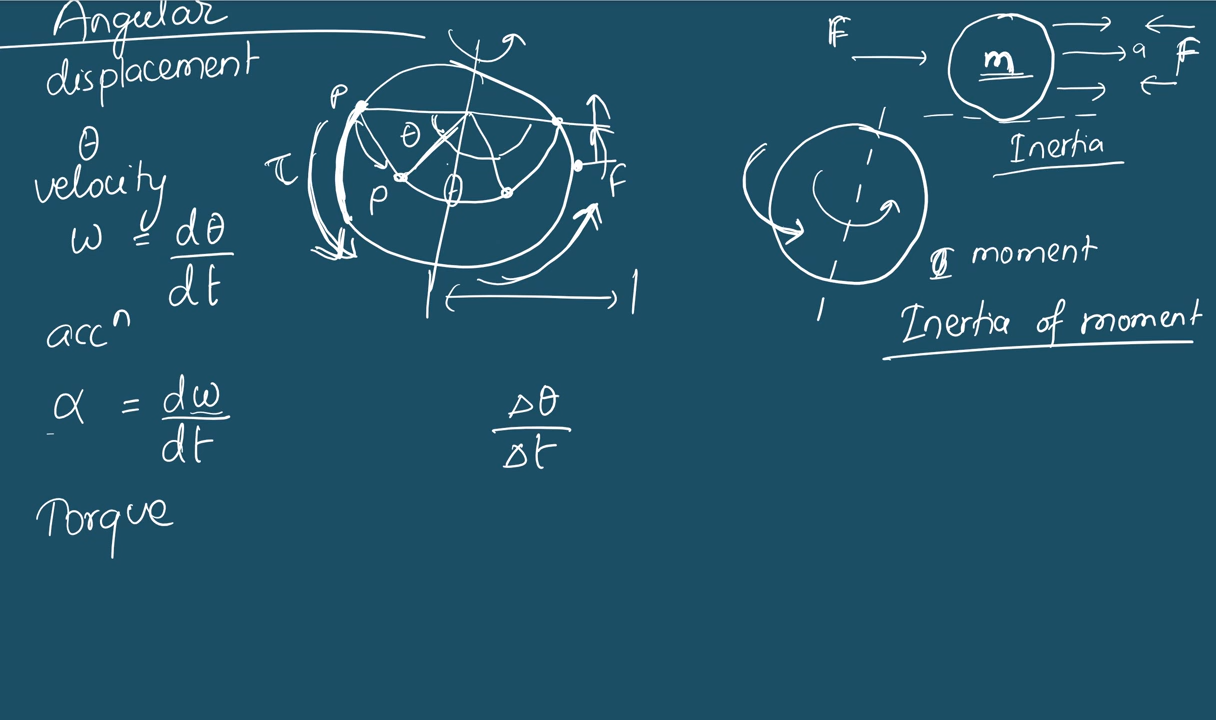 Angular
displacement
θ
velocity
ω = dθ/dt
accⁿ
α = dω/dt
Torque
τ
P
θ
P
θ
F
Δθ/Δt
F
m
a
F
Inertia
I moment
Inertia of moment